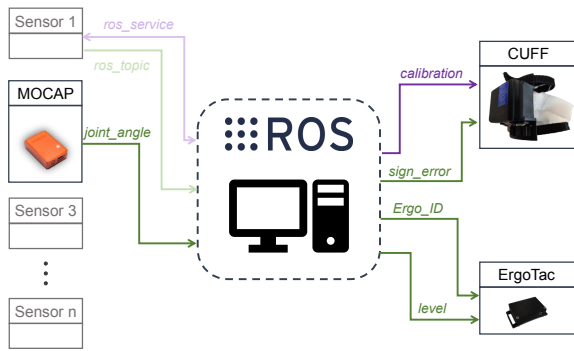 Sensor 1
ros_service
ros_topic
MOCAP
joint_angle
Sensor 3
Sensor n
ROS
calibration
CUFF
sign_error
Ergo_ID
level
ErgoTac